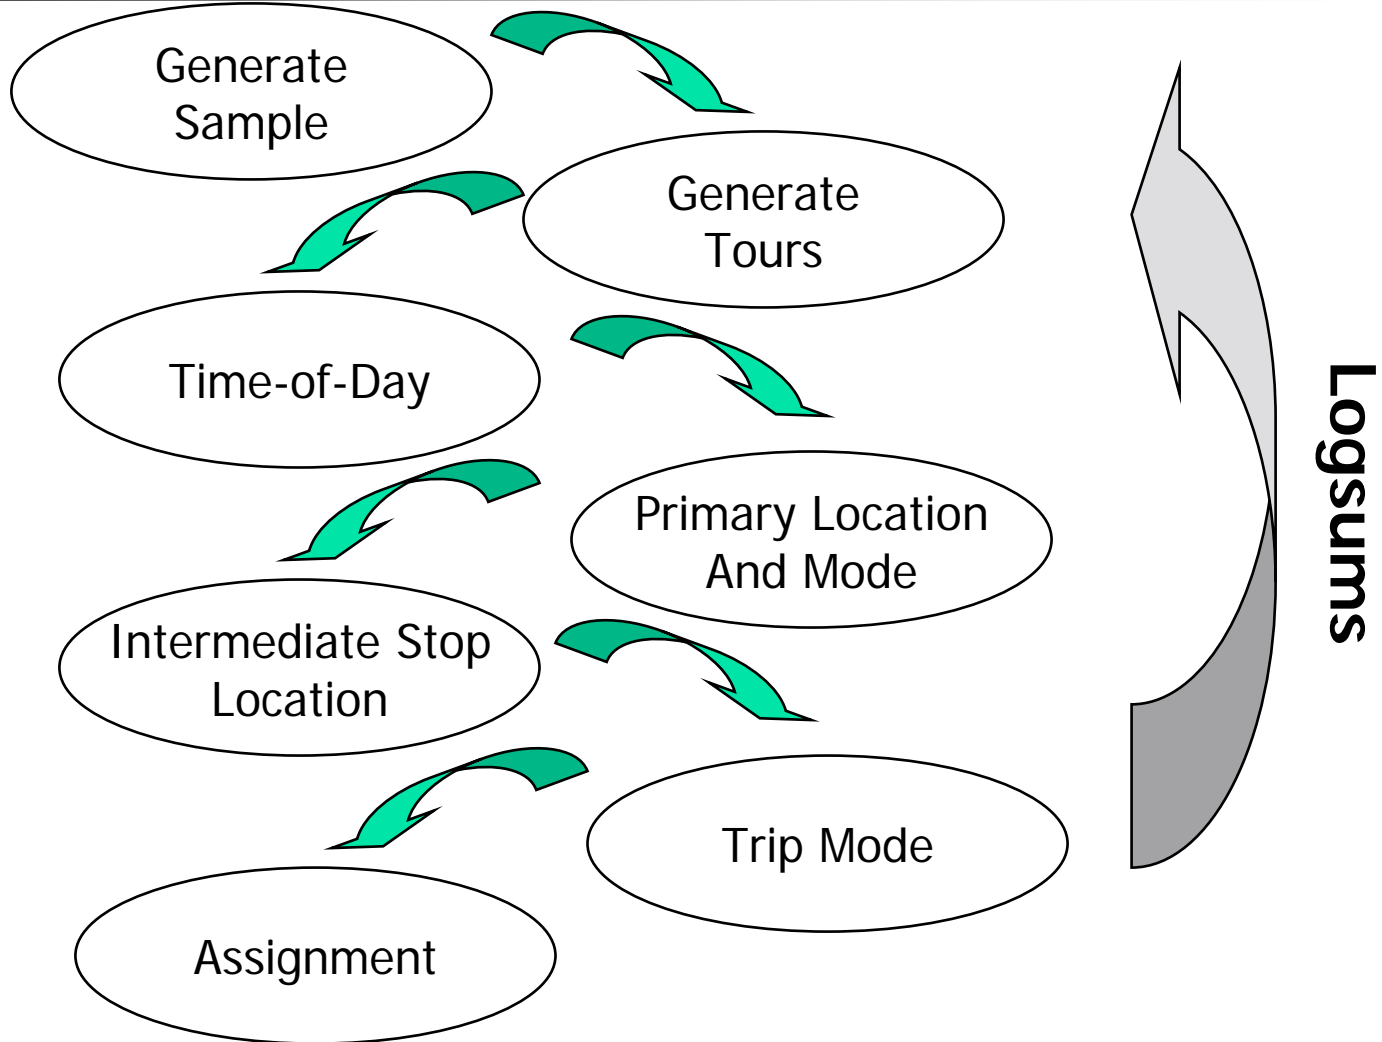 Generate
Sample
Generate
Tours
Time-of-Day
Primary Location
And Mode
Intermediate Stop
Location
Trip Mode
Assignment
Logsums